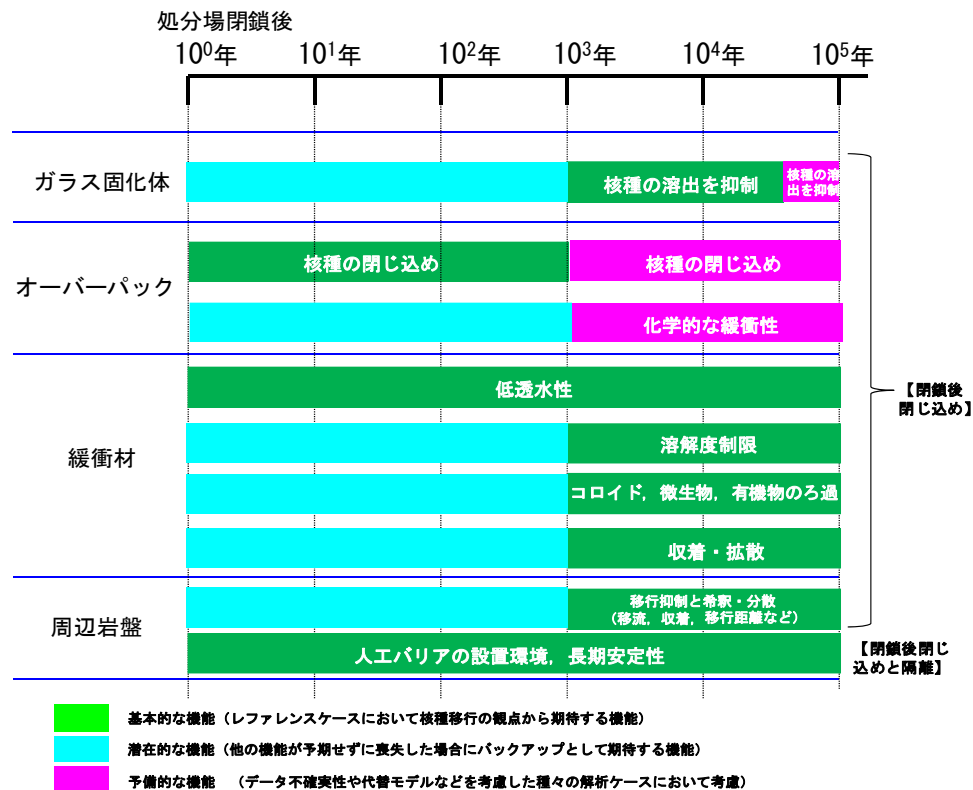 処分場閉鎖後
10⁰年 10¹年 10²年 10³年 10⁴年 10⁵年
ガラス固化体
核種の溶出を抑制
核種の溶
出を抑制
オーバーパック
核種の閉じ込め
核種の閉じ込め
化学的な緩衝性
緩衝材
低透水性
溶解度制限
コロイド，微生物，有機物のろ過
収着・拡散
【閉鎖後
閉じ込め】
周辺岩盤
移行抑制と希釈・分散
（移流，収着，移行距離など）
人工バリアの設置環境，長期安定性
【閉鎖後閉じ
込めと隔離】
基本的な機能（レファレンスケースにおいて核種移行の観点から期待する機能）
潜在的な機能（他の機能が予期せずに喪失した場合にバックアップとして期待する機能）
予備的な機能 （データ不確実性や代替モデルなどを考慮した種々の解析ケースにおいて考慮）